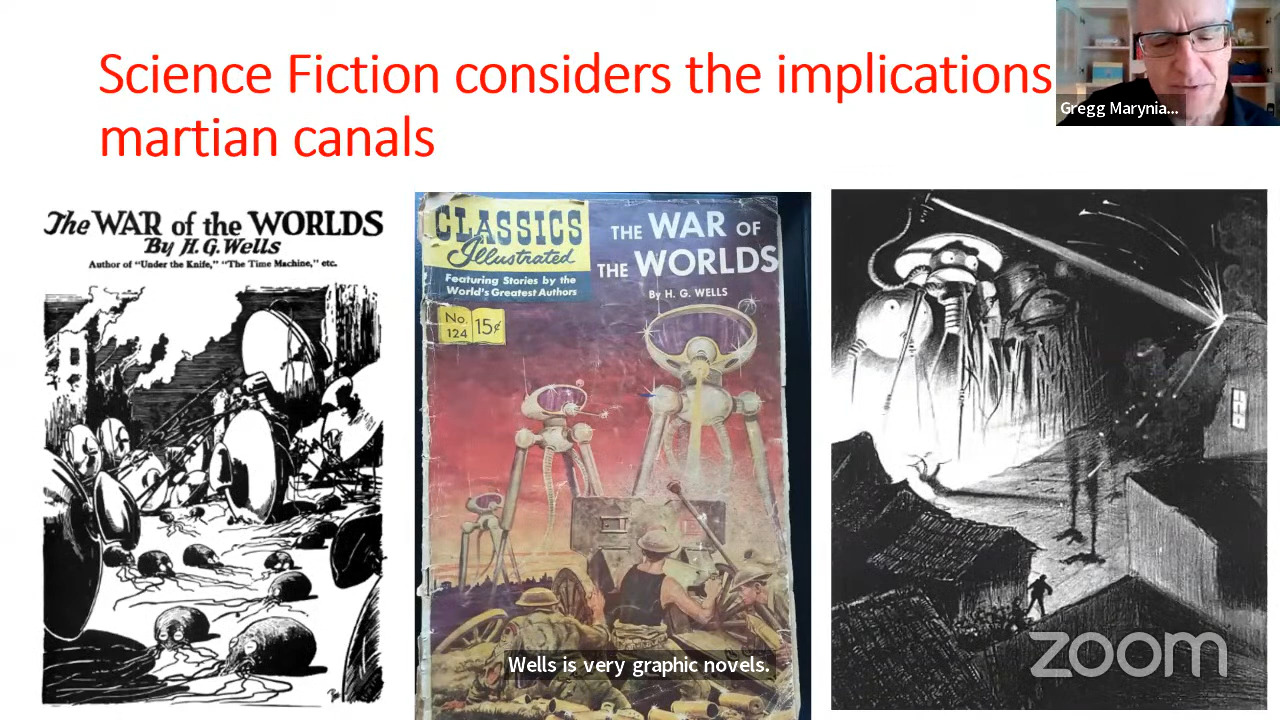 Science Fiction considers the implications
martian canals
Gregg Marynia...
The WAR of the WORLDS
By H. G. Wells
Author of "Under the Knife," "The Time Machine," etc.
CLASSICS
Illustrated
Featuring Stories by the
World's Greatest Authors
No.
124
15¢
THE WAR OF
THE WORLDS
By H. G. WELLS
Wells is very graphic novels.
zoom